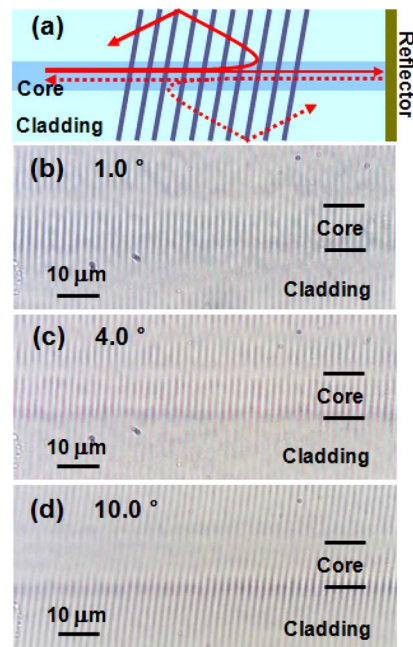 (a)
Reflector
Core
Cladding
(b) 1.0 °
Core
10 μm
Cladding
(c) 4.0 °
Core
10 μm
Cladding
(d) 10.0 °
Core
10 μm
Cladding